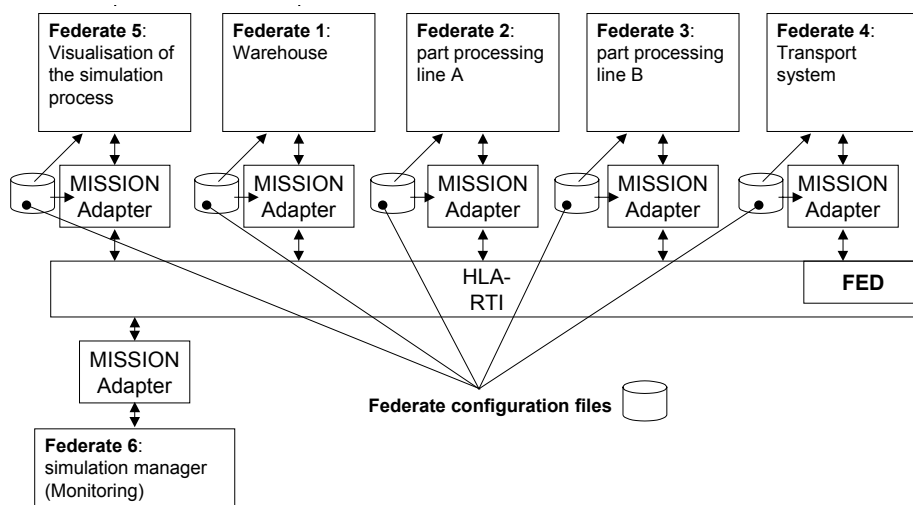 Federate 5:
Visualisation of
the simulation
process
Federate 1:
Warehouse
Federate 2:
part processing
line A
Federate 3:
part processing
line B
Federate 4:
Transport
system
MISSION
Adapter
MISSION
Adapter
MISSION
Adapter
MISSION
Adapter
MISSION
Adapter
HLA-
RTI
FED
MISSION
Adapter
Federate configuration files
Federate 6:
simulation manager
(Monitoring)